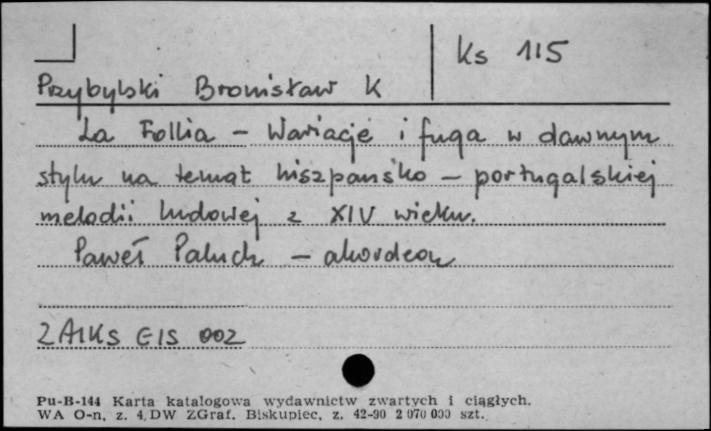 Ks 115
Przybylski Bronisław K
La Follia - Wariacje i fuga w dawnym
stylu na temat hiszpańsko - portugalskiej
melodii ludowej z XIV wieku.
Paweł Paluch - akordeon
ZAIKS EIS 002
Pu-B-144 Karta katalogowa wydawnictw zwartych i ciągłych.
WA O-n, z. 4, DW ZGraf. Biskupiec, z. 42-90 2 070 000 szt.